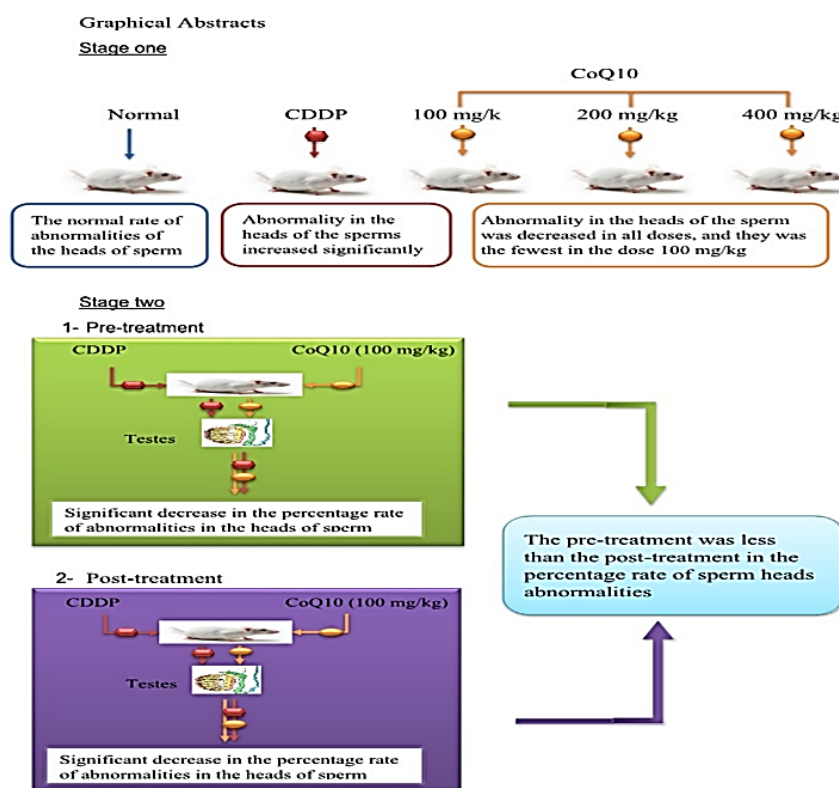 Graphical Abstracts
Stage one
CoQ10
Normal
CDDP
100 mg/k
200 mg/kg
400 mg/kg
The normal rate of
abnormalities of
the heads of sperm
Abnormality in the
heads of the sperms
increased significantly
Abnormality in the heads of the sperm
was decreased in all doses, and they was
the fewest in the dose 100 mg/kg
Stage two
1- Pre-treatment
CDDP
CoQ10 (100 mg/kg)
Testes
Significant decrease in the percentage rate
of abnormalities in the heads of sperm
The pre-treatment was less
than the post-treatment in the
percentage rate of sperm heads
abnormalities
2- Post-treatment
CDDP
CoQ10 (100 mg/kg)
Testes
Significant decrease in the percentage rate
of abnormalities in the heads of sperm